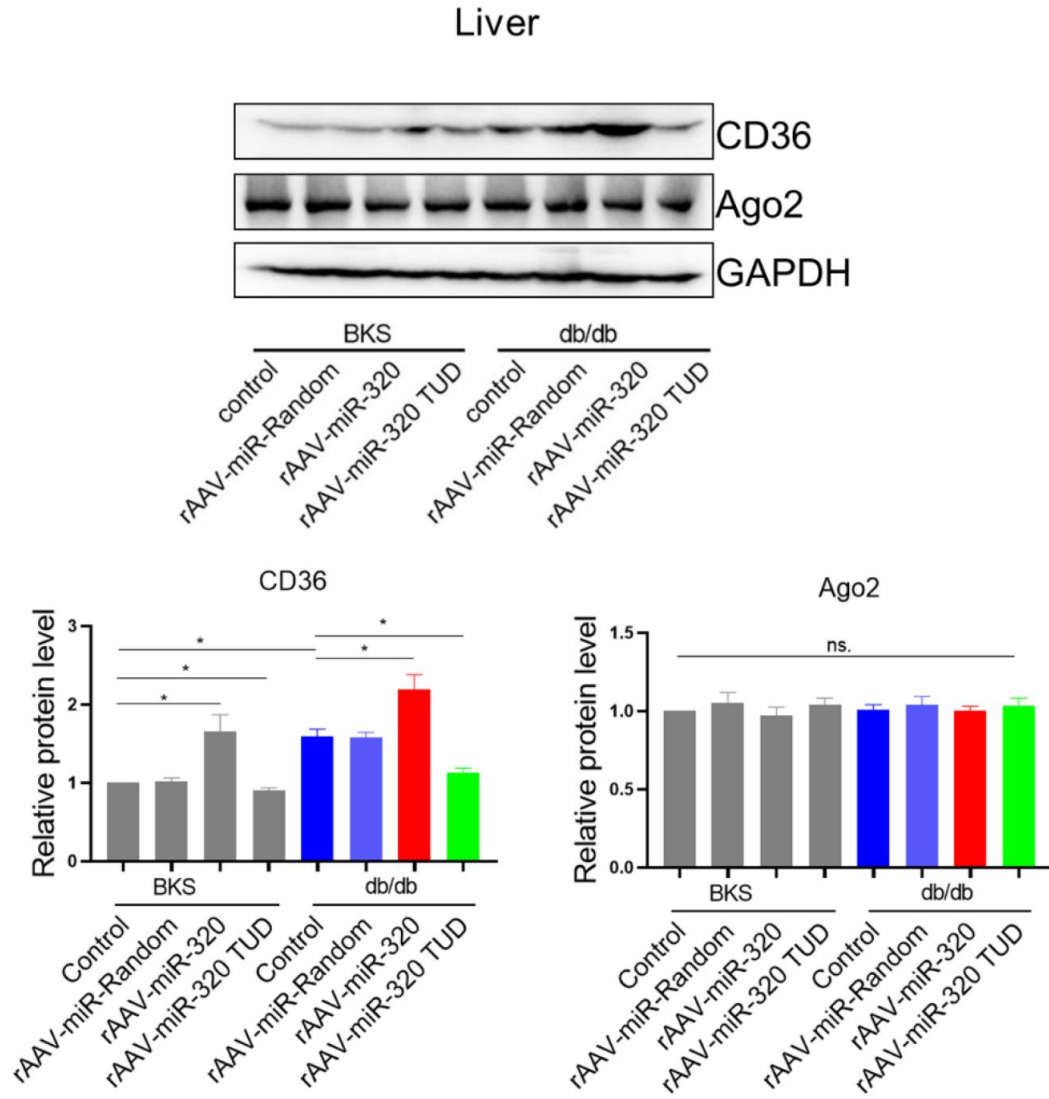 Liver
CD36
Ago2
GAPDH
BKS db/db
control rAAV-miR-Random rAAV-miR-320 rAAV-miR-320 TUD control rAAV-miR-Random rAAV-miR-320 rAAV-miR-320 TUD
CD36
Relative protein level
3
2
1
0
* * * * *
BKS db/db
Control rAAV-miR-Random rAAV-miR-320 rAAV-miR-320 TUD Control rAAV-miR-Random rAAV-miR-320 rAAV-miR-320 TUD
Ago2
Relative protein level
1.5
1.0
0.5
0.0
ns.
BKS db/db
Control rAAV-miR-Random rAAV-miR-320 rAAV-miR-320 TUD Control rAAV-miR-Random rAAV-miR-320 rAAV-miR-320 TUD